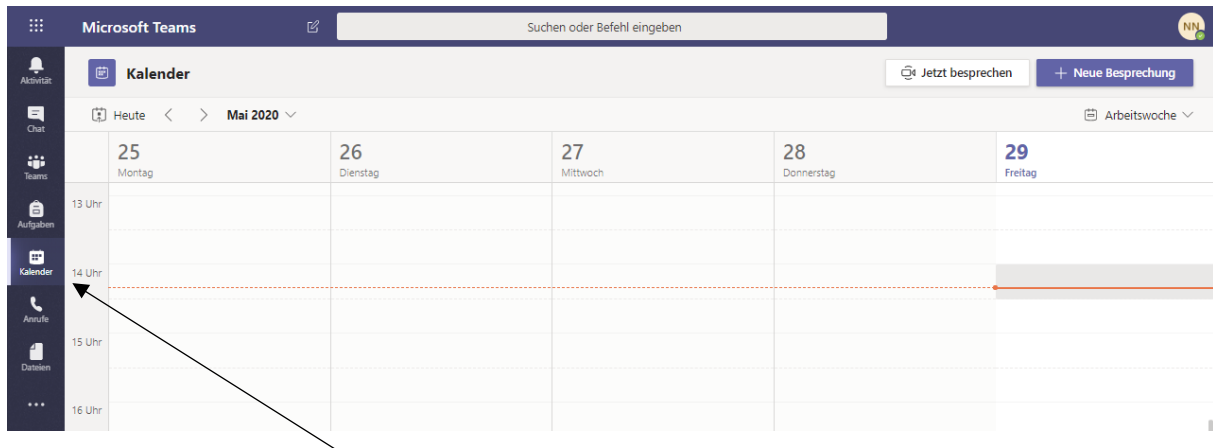 Microsoft Teams
Suchen oder Befehl eingeben
NN
Aktivität
Chat
Teams
Aufgaben
Kalender
Anrufe
Dateien
Kalender
Jetzt besprechen
+ Neue Besprechung
Heute
Mai 2020
Arbeitswoche
25
Montag
26
Dienstag
27
Mittwoch
28
Donnerstag
29
Freitag
13 Uhr
14 Uhr
15 Uhr
16 Uhr